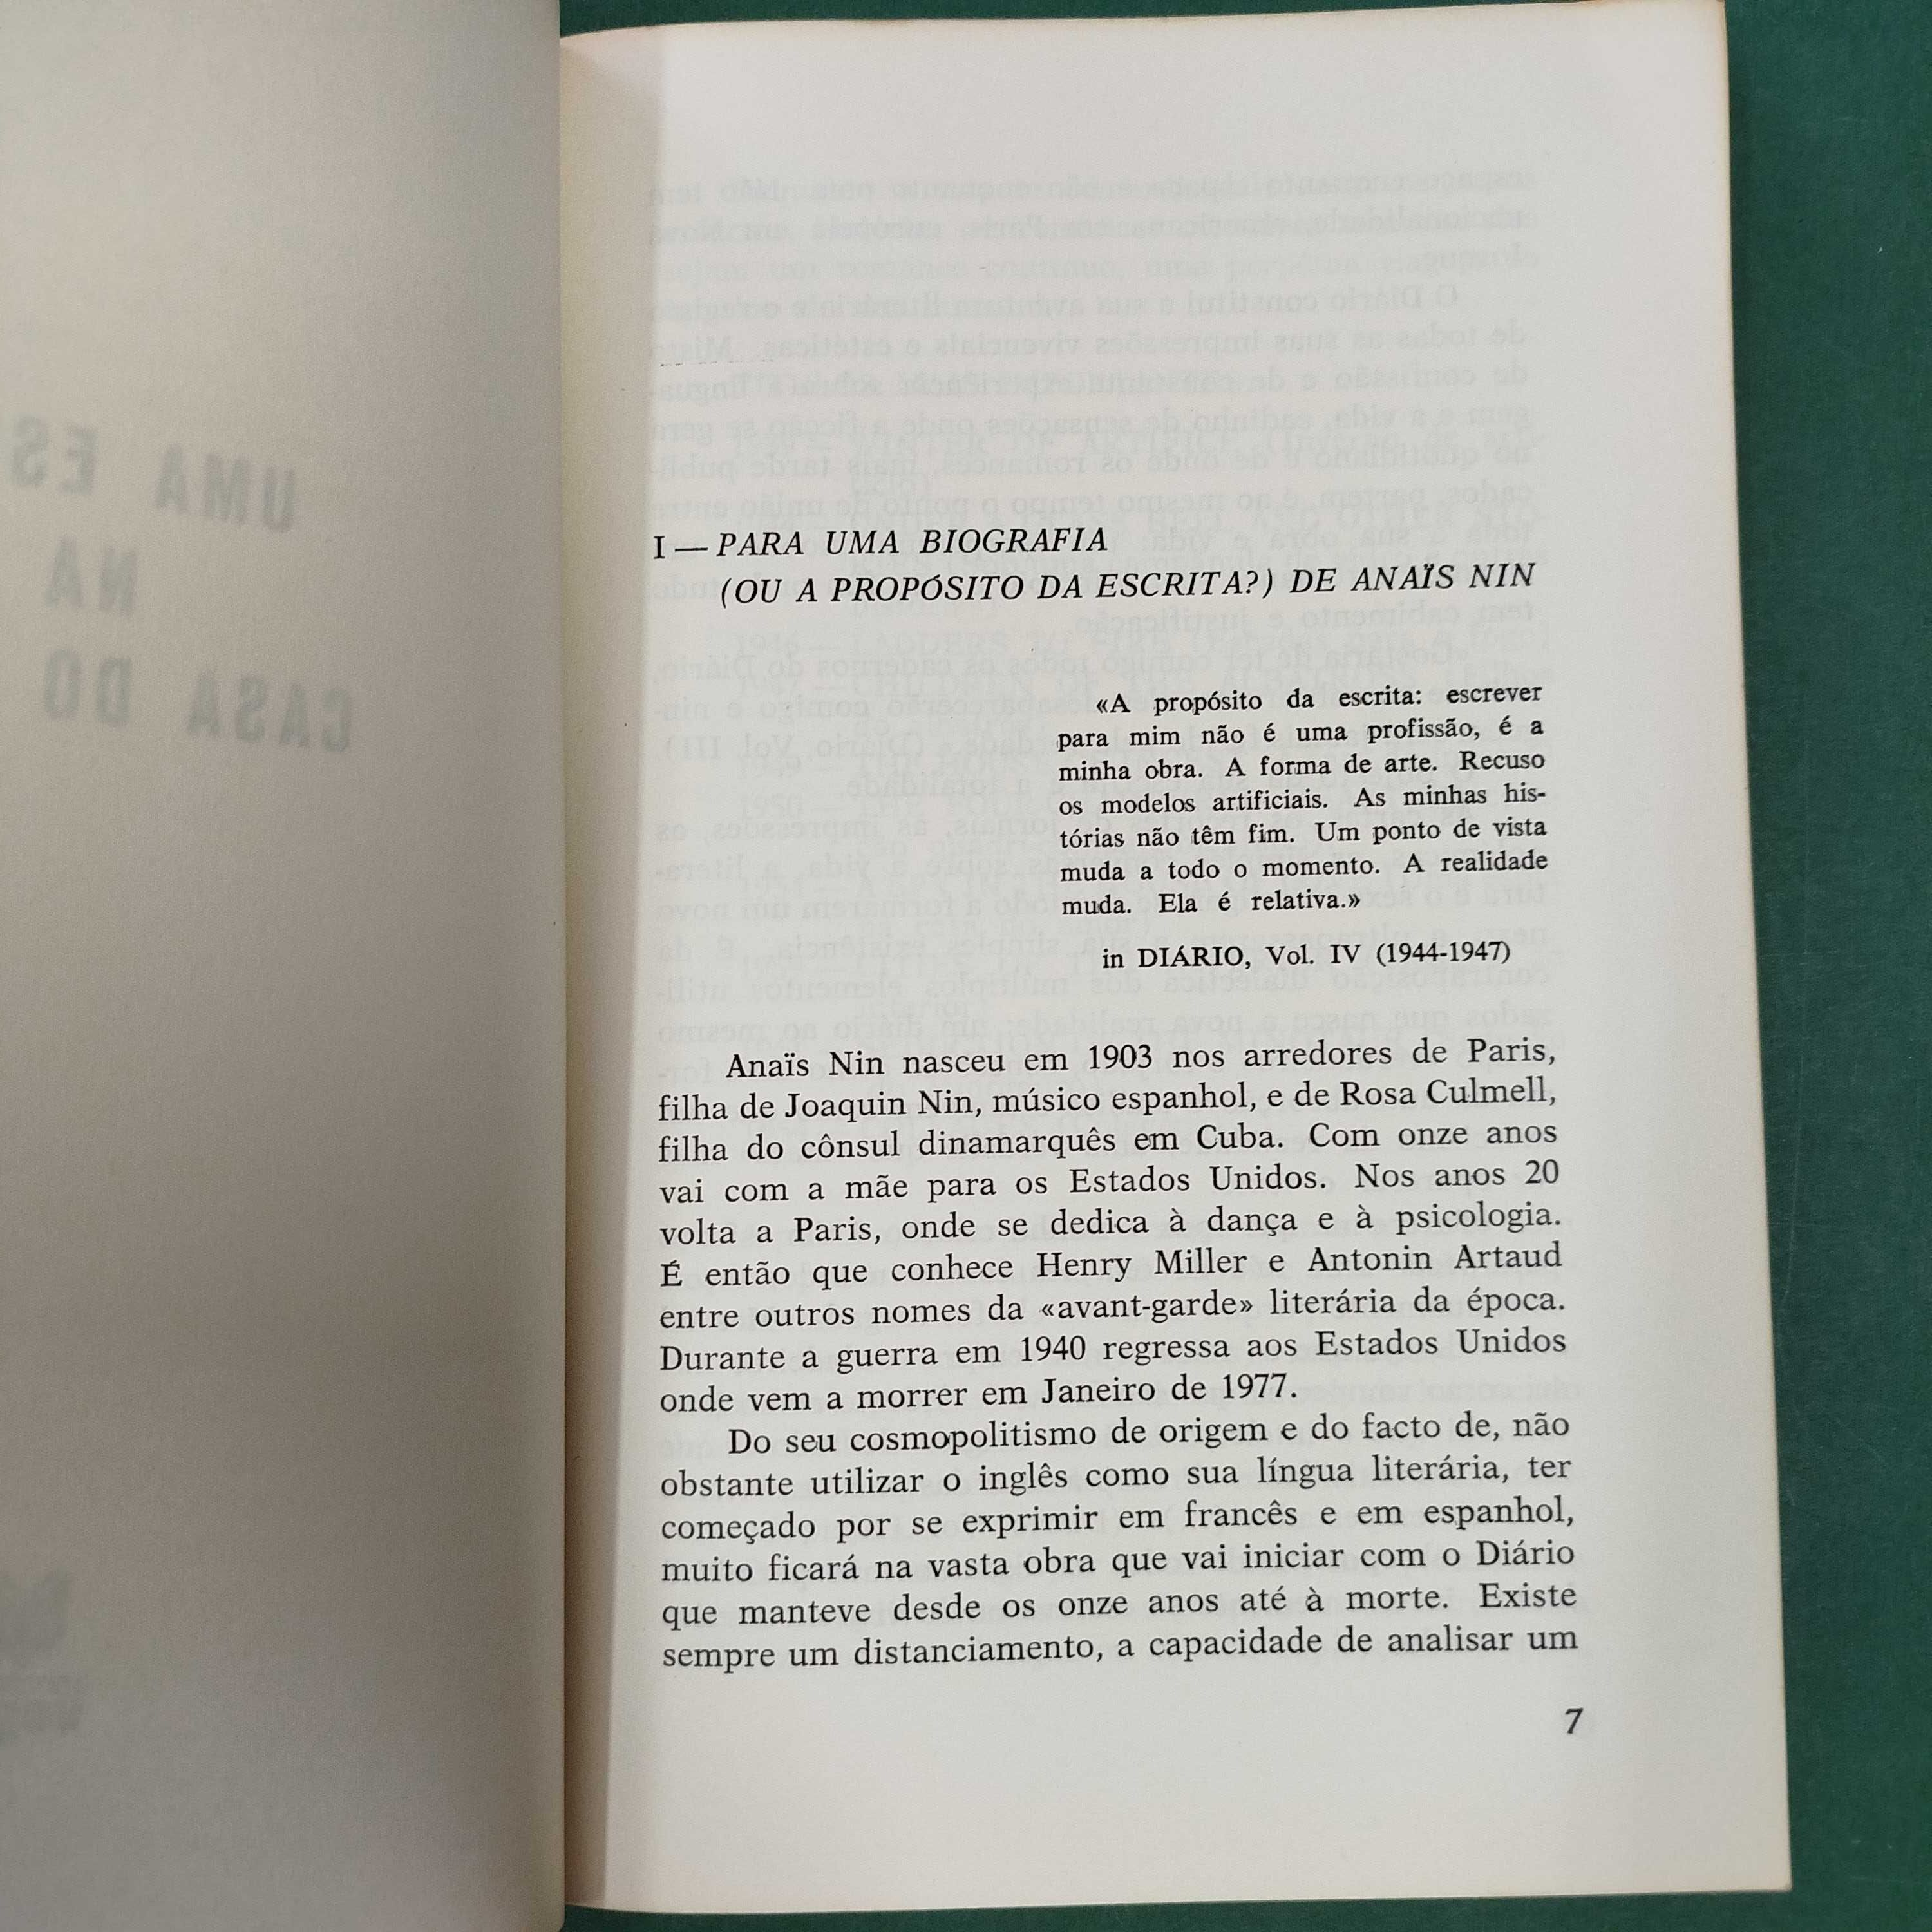 UMA ES
NA
CASA DO
I — PARA UMA BIOGRAFIA
(OU A PROPÓSITO DA ESCRITA?) DE ANAÏS NIN
«A propósito da escrita: escrever
para mim não é uma profissão, é a
minha obra. A forma de arte. Recuso
os modelos artificiais. As minhas his-
tórias não têm fim. Um ponto de vista
muda a todo o momento. A realidade
muda. Ela é relativa.»
in DIÁRIO, Vol. IV (1944-1947)
Anaïs Nin nasceu em 1903 nos arredores de Paris,
filha de Joaquin Nin, músico espanhol, e de Rosa Culmell,
filha do cônsul dinamarquês em Cuba. Com onze anos
vai com a mãe para os Estados Unidos. Nos anos 20
volta a Paris, onde se dedica à dança e à psicologia.
É então que conhece Henry Miller e Antonin Artaud
entre outros nomes da «avant-garde» literária da época.
Durante a guerra em 1940 regressa aos Estados Unidos
onde vem a morrer em Janeiro de 1977.
Do seu cosmopolitismo de origem e do facto de, não
obstante utilizar o inglês como sua língua literária, ter
começado por se exprimir em francês e em espanhol,
muito ficará na vasta obra que vai iniciar com o Diário
que manteve desde os onze anos até à morte. Existe
sempre um distanciamento, a capacidade de analisar um
7